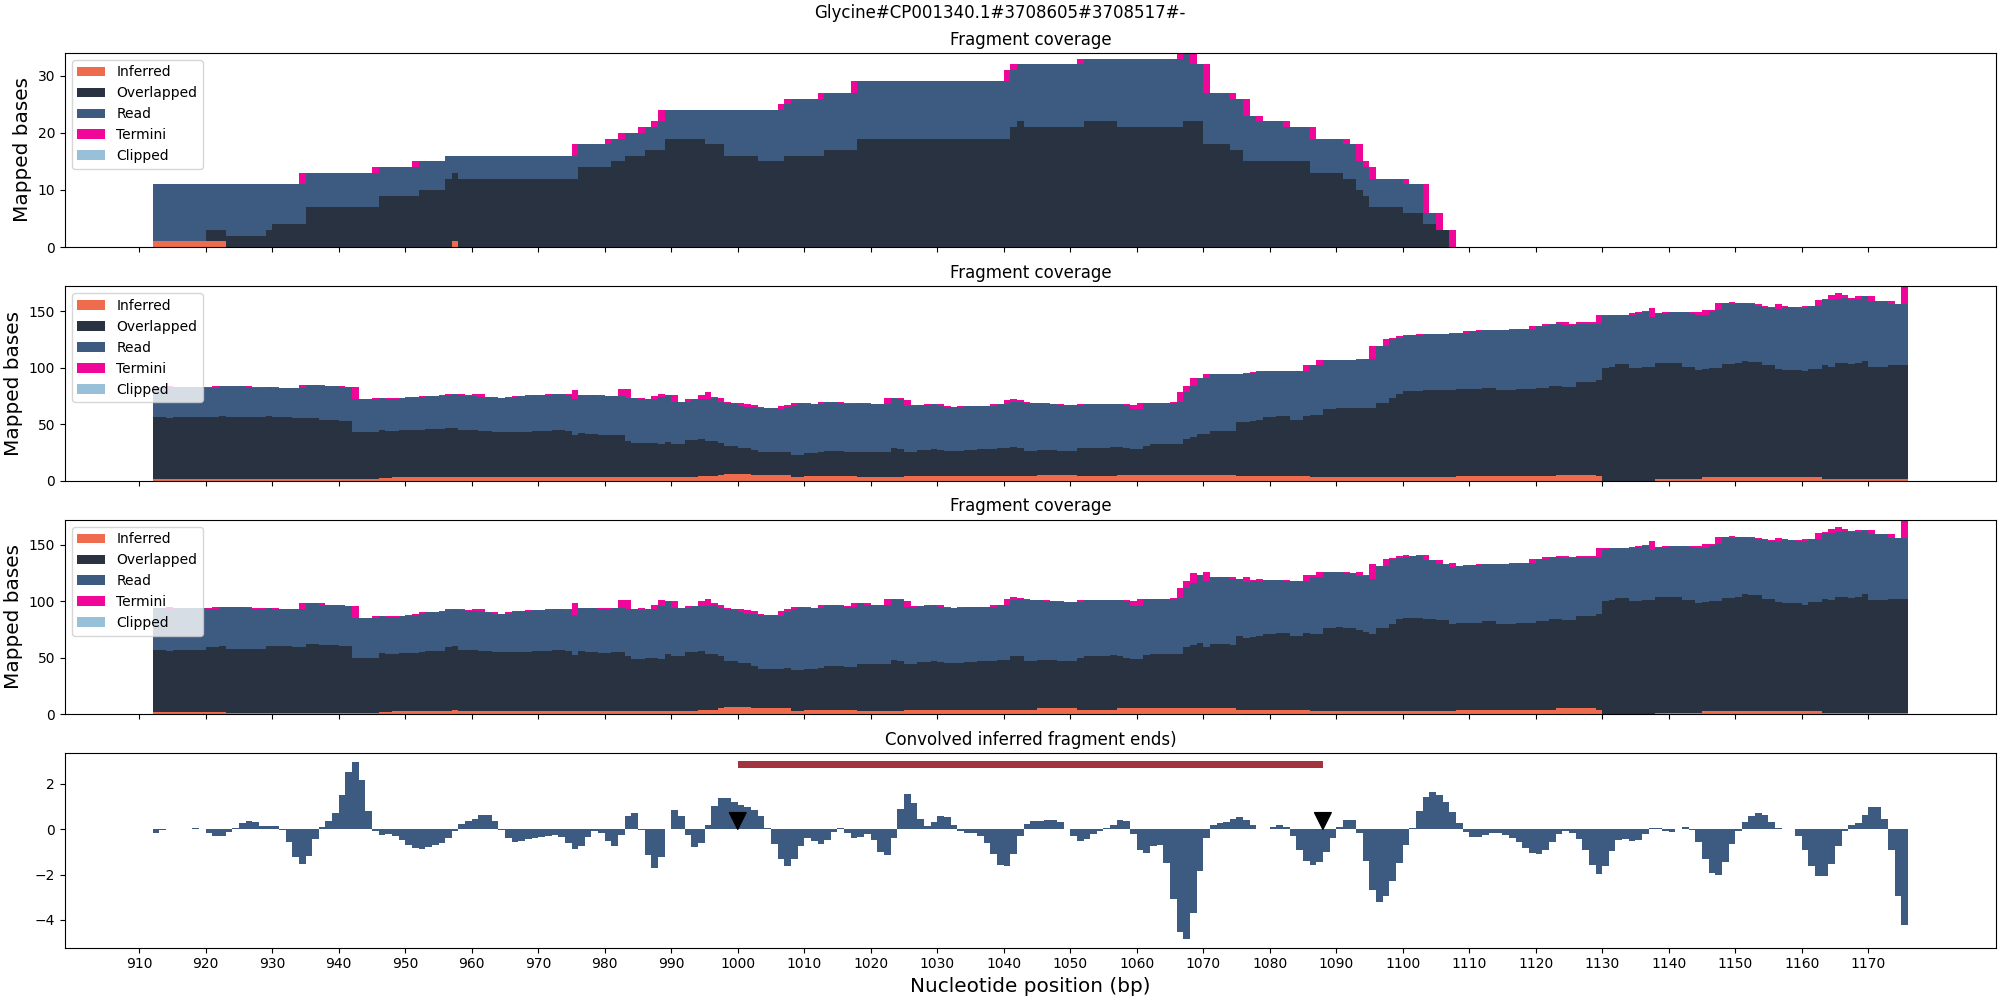 Glycine#CP001340.1#3708605#3708517#-
Fragment coverage
Mapped bases
30
20
10
0
Inferred
Overlapped
Read
Termini
Clipped
Fragment coverage
Mapped bases
150
100
50
0
Inferred
Overlapped
Read
Termini
Clipped
Fragment coverage
Mapped bases
150
100
50
0
Inferred
Overlapped
Read
Termini
Clipped
Convolved inferred fragment ends)
2
0
−2
−4
910 920 930 940 950 960 970 980 990 1000 1010 1020 1030 1040 1050 1060 1070 1080 1090 1100 1110 1120 1130 1140 1150 1160 1170
Nucleotide position (bp)